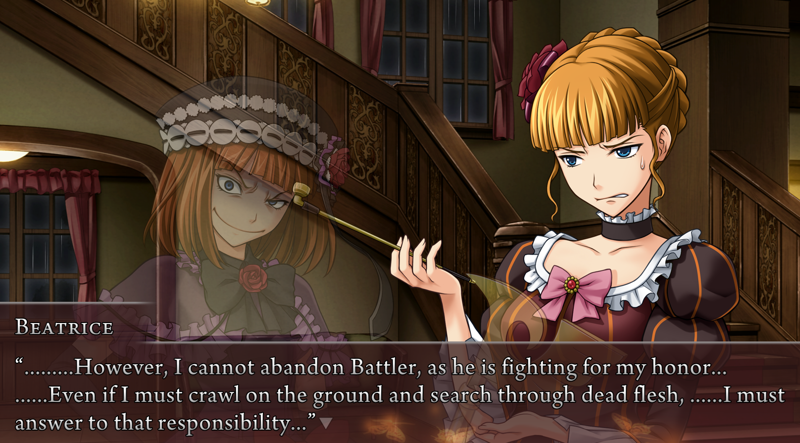 BEATRICE
“.........However, I cannot abandon Battler, as he is fighting for my honor...
......Even if I must crawl on the ground and search through dead flesh, ......I must
answer to that responsibility...”